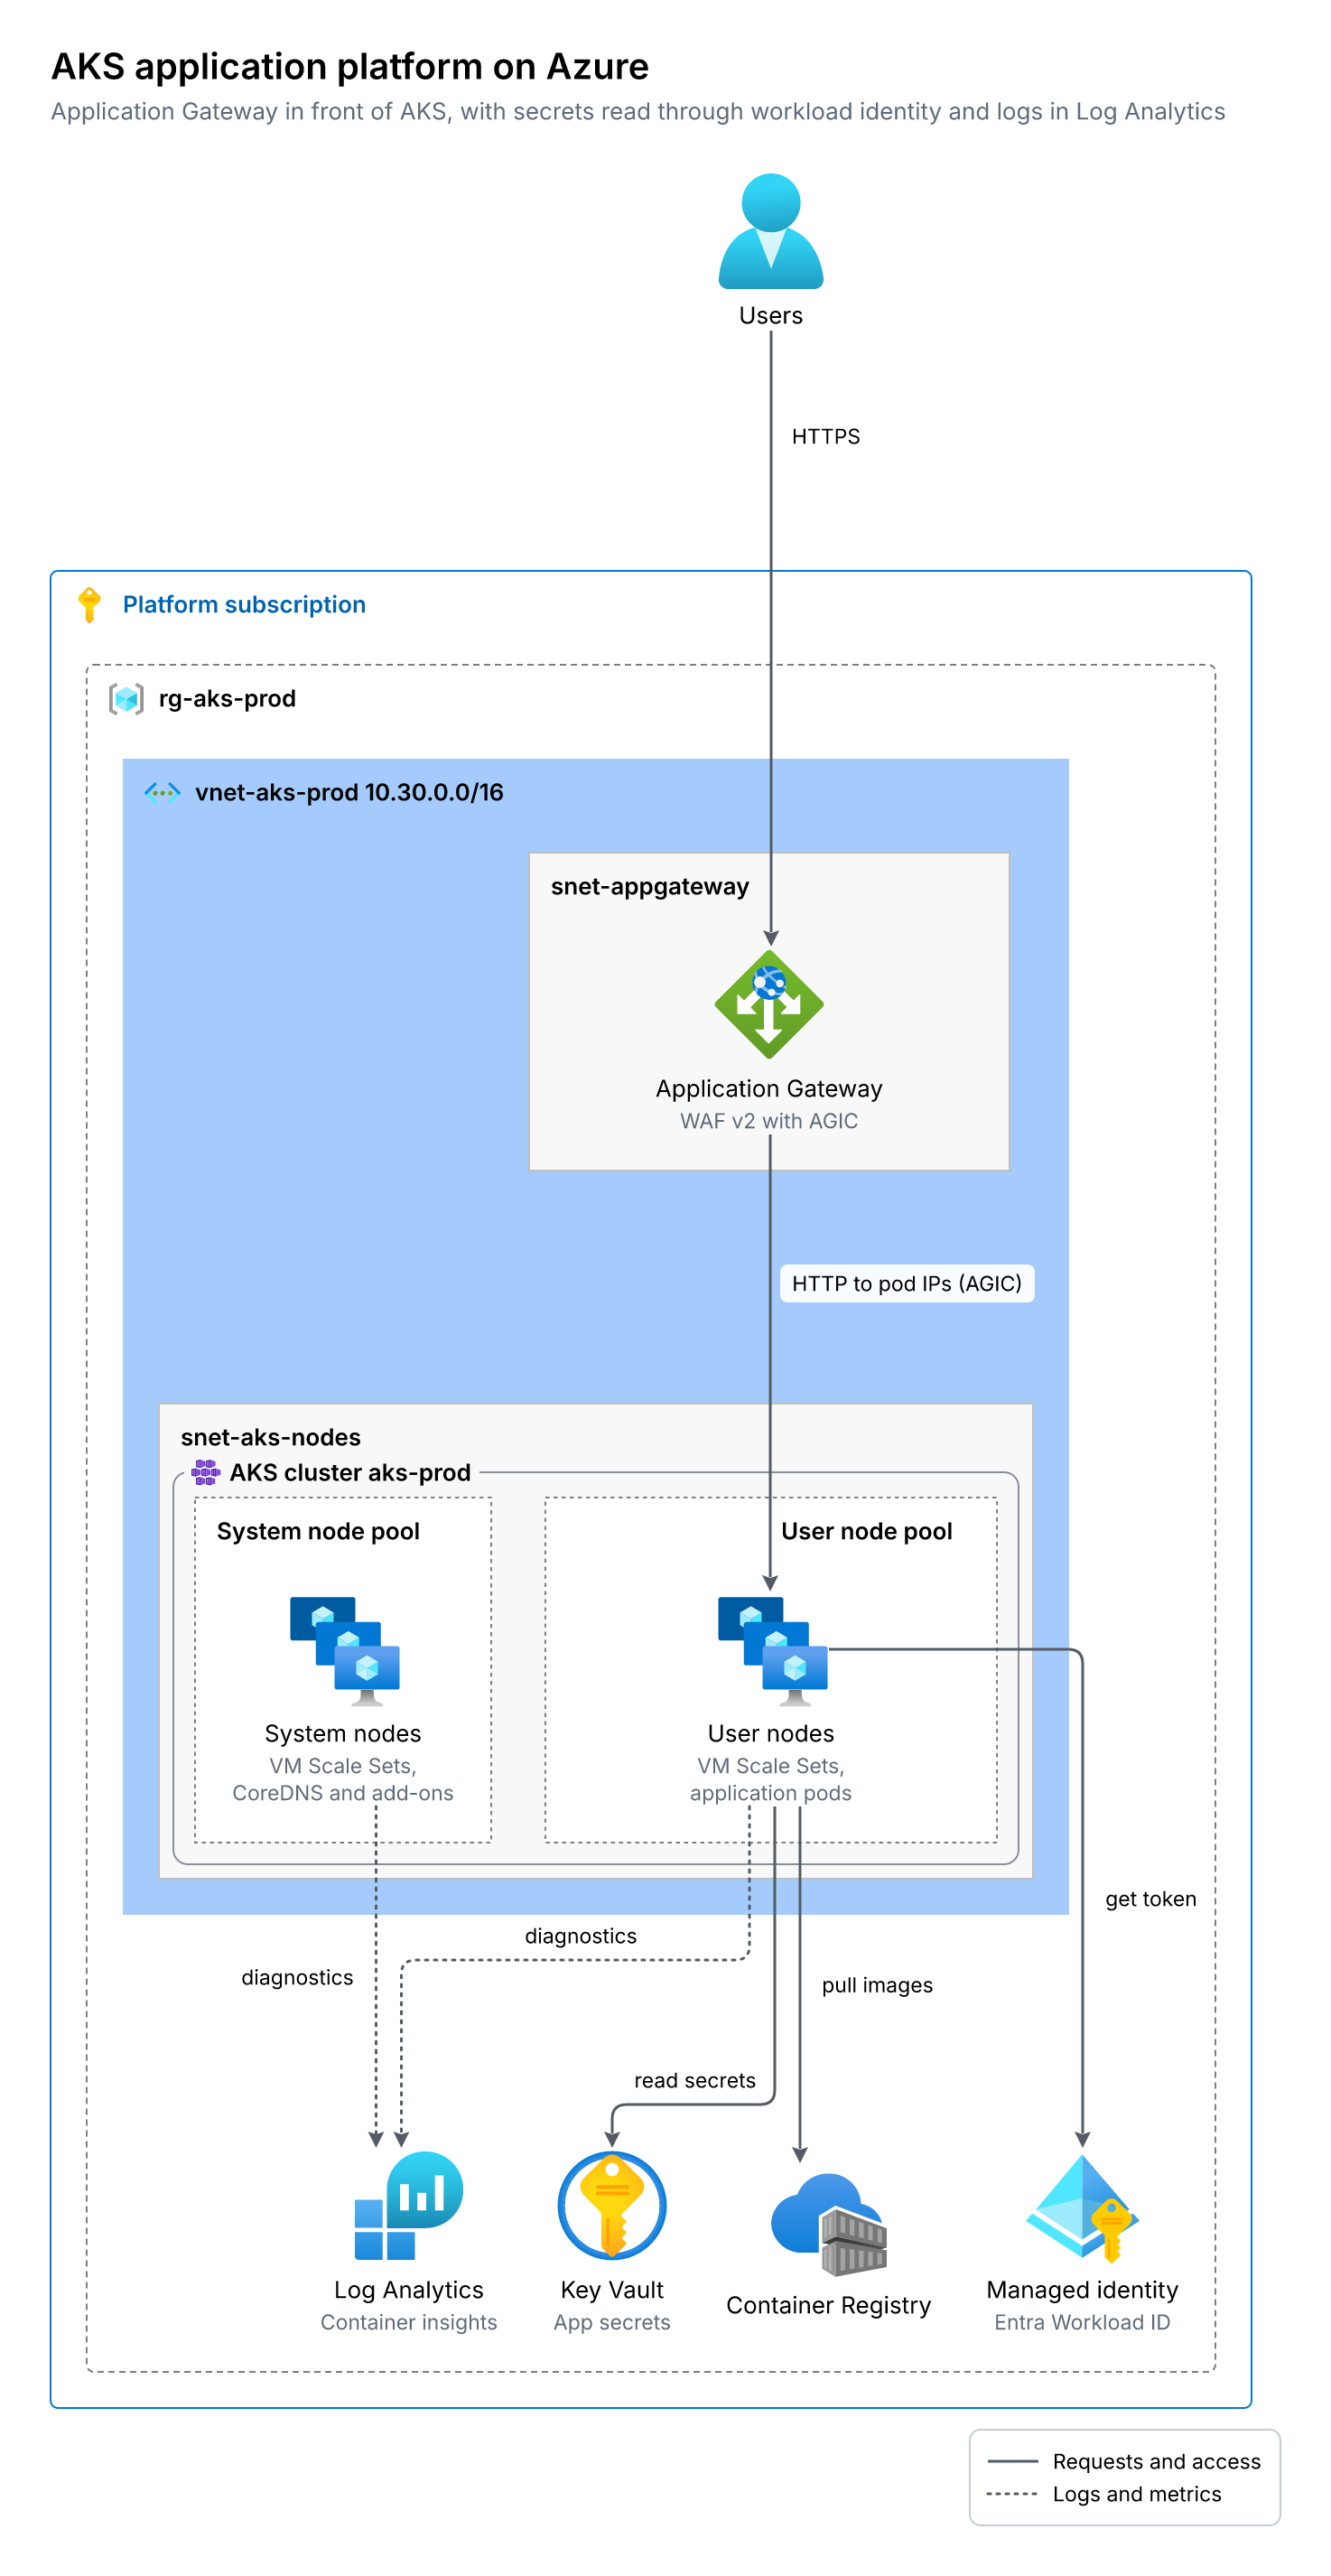 AKS application platform on Azure
Application Gateway in front of AKS, with secrets read through workload identity and logs in Log Analytics
Users
HTTPS
Platform subscription
rg-aks-prod
vnet-aks-prod 10.30.0.0/16
snet-appgateway
Application Gateway
WAF v2 with AGIC
HTTP to pod IPs (AGIC)
snet-aks-nodes
AKS cluster aks-prod
System node pool
User node pool
System nodes
VM Scale Sets,
CoreDNS and add-ons
User nodes
VM Scale Sets,
application pods
get token
diagnostics
diagnostics
pull images
read secrets
Log Analytics
Container insights
Key Vault
App secrets
Container Registry
Managed identity
Entra Workload ID
Requests and access
Logs and metrics